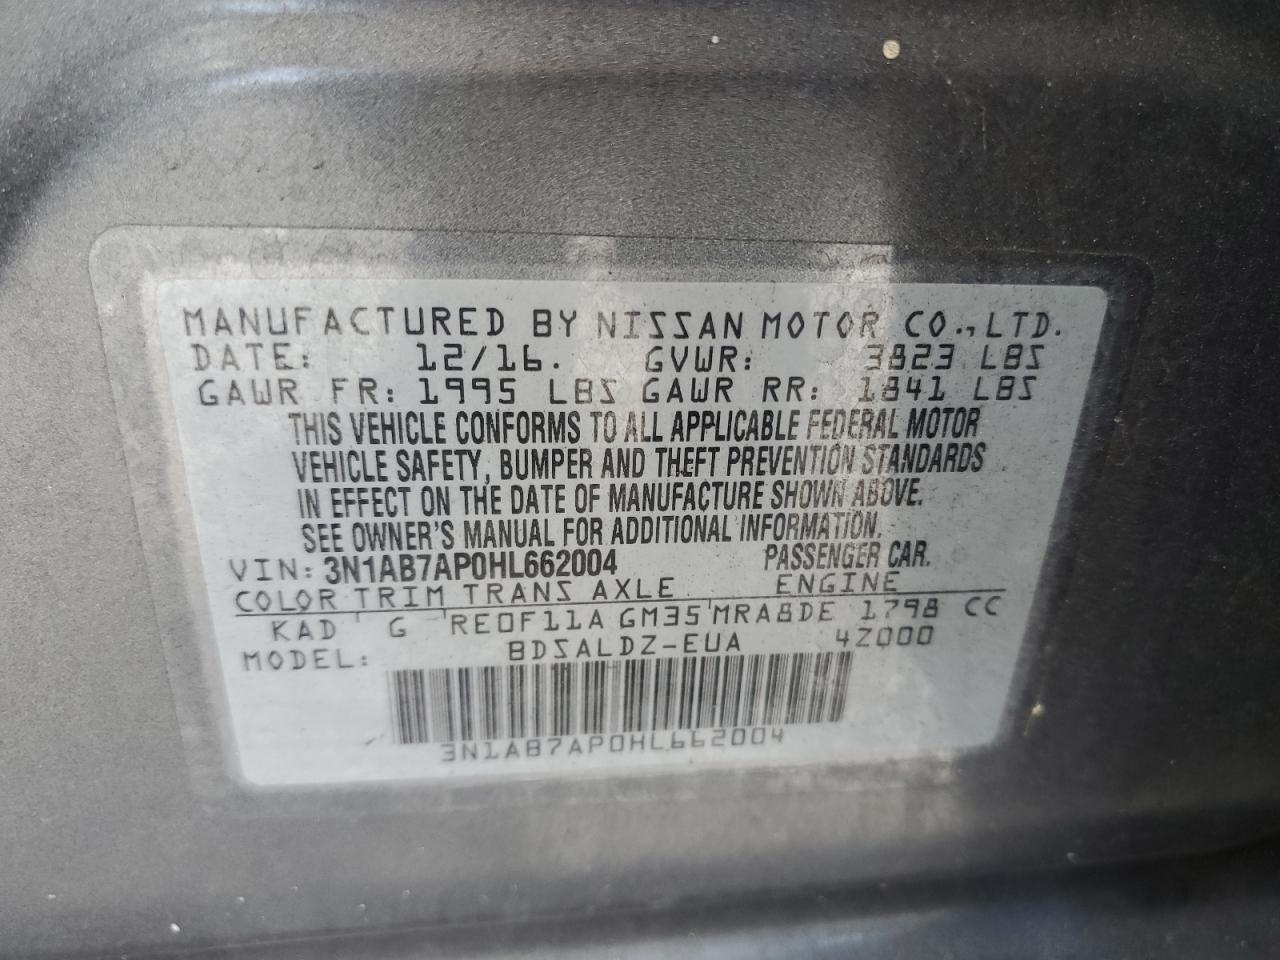 MANUFACTURED BY NISSAN MOTOR CO., LTD.
DATE: 12/16. GVWR: 3823 LBS
GAWR FR: 1995 LBS GAWR RR: 1841 LBS
THIS VEHICLE CONFORMS TO ALL APPLICABLE FEDERAL MOTOR
VEHICLE SAFETY, BUMPER AND THEFT PREVENTION STANDARDS
IN EFFECT ON THE DATE OF MANUFACTURE SHOWN ABOVE.
SEE OWNER'S MANUAL FOR ADDITIONAL INFORMATION.
VIN: 3N1AB7AP0HL662004 PASSENGER CAR.
COLOR TRIM TRANS AXLE ENGINE
KAD G RE0F11A GM35 MRA8DE 1798 CC
MODEL: BDSALDZ-EUA 4Z000
3N1AB7AP0HL662004